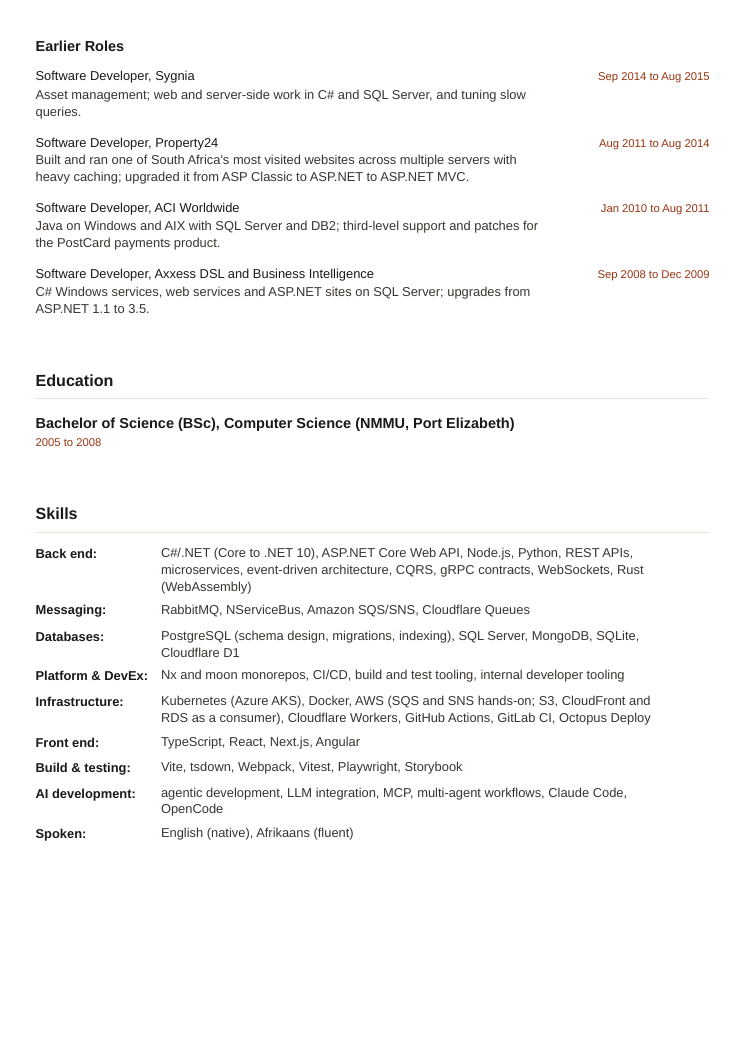 Earlier Roles
Software Developer, Sygnia
Sep 2014 to Aug 2015
Asset management; web and server-side work in C# and SQL Server, and tuning slow
queries.
Software Developer, Property24
Aug 2011 to Aug 2014
Built and ran one of South Africa's most visited websites across multiple servers with
heavy caching; upgraded it from ASP Classic to ASP.NET to ASP.NET MVC.
Software Developer, ACI Worldwide
Jan 2010 to Aug 2011
Java on Windows and AIX with SQL Server and DB2; third-level support and patches for
the PostCard payments product.
Software Developer, Axxess DSL and Business Intelligence
Sep 2008 to Dec 2009
C# Windows services, web services and ASP.NET sites on SQL Server; upgrades from
ASP.NET 1.1 to 3.5.
Education
Bachelor of Science (BSc), Computer Science (NMMU, Port Elizabeth)
2005 to 2008
Skills
Back end: C#/.NET (Core to .NET 10), ASP.NET Core Web API, Node.js, Python, REST APIs,
microservices, event-driven architecture, CQRS, gRPC contracts, WebSockets, Rust
(WebAssembly)
Messaging: RabbitMQ, NServiceBus, Amazon SQS/SNS, Cloudflare Queues
Databases: PostgreSQL (schema design, migrations, indexing), SQL Server, MongoDB, SQLite,
Cloudflare D1
Platform & DevEx: Nx and moon monorepos, CI/CD, build and test tooling, internal developer tooling
Infrastructure: Kubernetes (Azure AKS), Docker, AWS (SQS and SNS hands-on; S3, CloudFront and
RDS as a consumer), Cloudflare Workers, GitHub Actions, GitLab CI, Octopus Deploy
Front end: TypeScript, React, Next.js, Angular
Build & testing: Vite, tsdown, Webpack, Vitest, Playwright, Storybook
AI development: agentic development, LLM integration, MCP, multi-agent workflows, Claude Code,
OpenCode
Spoken: English (native), Afrikaans (fluent)